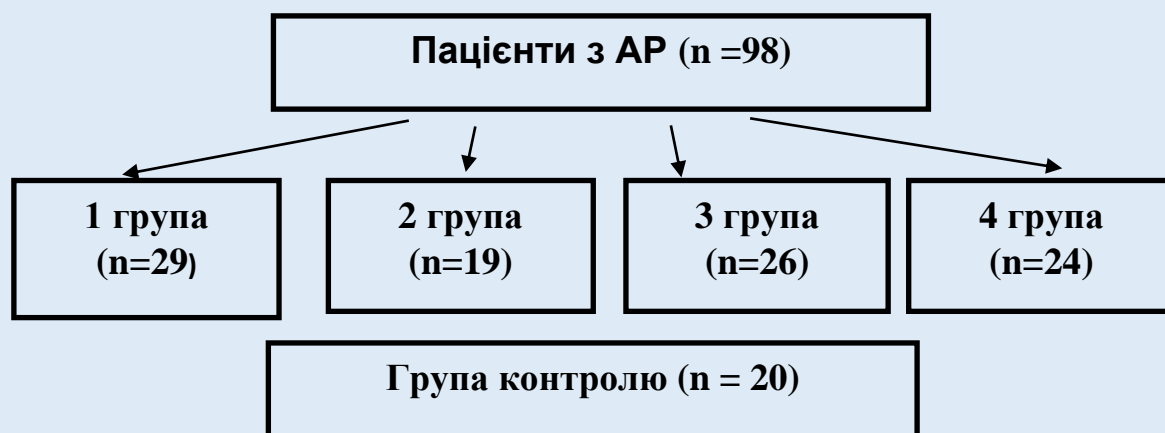 Пацієнти з АР (n =98)
1 група
(n=29)
2 група
(n=19)
3 група
(n=26)
4 група
(n=24)
Група контролю (n = 20)